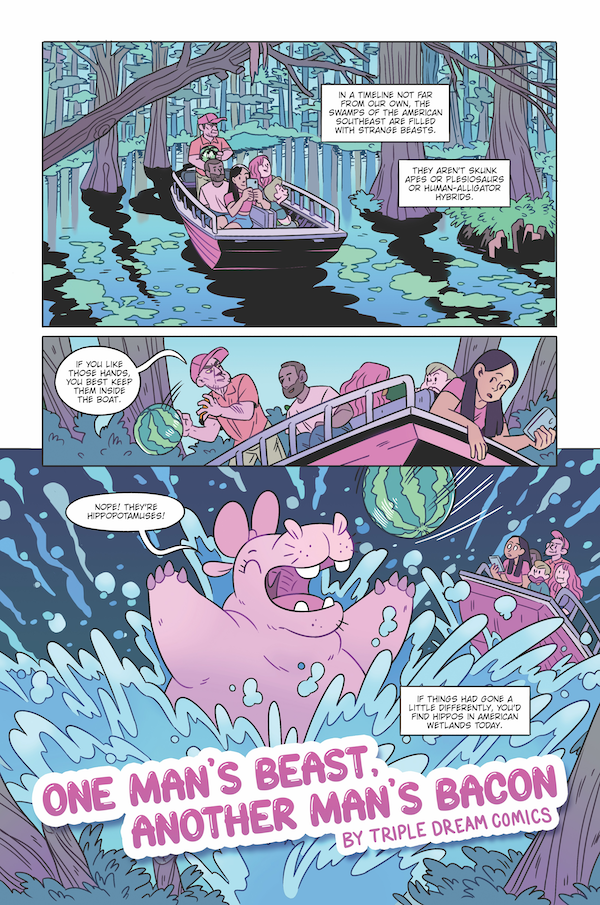 IN A TIMELINE NOT FAR
FROM OUR OWN, THE
SWAMPS OF THE AMERICAN
SOUTHEAST ARE FILLED
WITH STRANGE BEASTS.
THEY AREN'T SKUNK
APES OR PLESIOSAURS
OR HUMAN-ALLIGATOR
HYBRIDS.
IF YOU LIKE
THOSE HANDS,
YOU BEST KEEP
THEM INSIDE
THE BOAT.
NOPE! THEY'RE
HIPPOPOTAMUSES!
IF THINGS HAD GONE A
LITTLE DIFFERENTLY, YOU'D
FIND HIPPOS IN AMERICAN
WETLANDS TODAY.
ONE MAN'S BEAST,
ANOTHER MAN'S BACON
BY TRIPLE DREAM COMICS